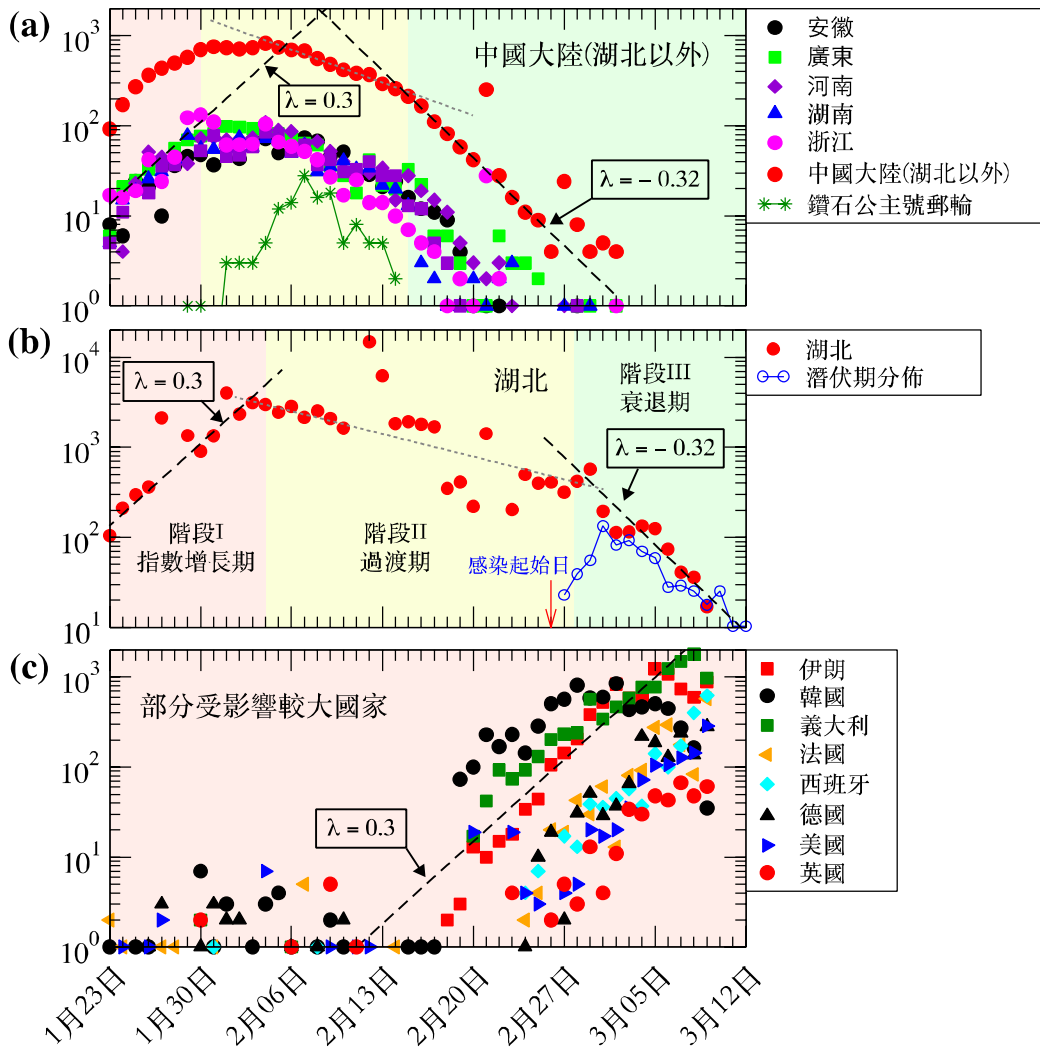 (a)
10³
10²
10¹
10⁰
中國大陸(湖北以外)
λ = 0.3
λ = − 0.32
安徽
廣東
河南
湖南
浙江
中國大陸(湖北以外)
鑽石公主號郵輪
(b)
10⁴
10³
10²
10¹
λ = 0.3
湖北
階段III
衰退期
λ = − 0.32
階段I
指數增長期
階段II
過渡期
感染起始日
湖北
潛伏期分佈
(c)
10³
10²
10¹
10⁰
部分受影響較大國家
λ = 0.3
伊朗
韓國
義大利
法國
西班牙
德國
美國
英國
1月23日
1月30日
2月06日
2月13日
2月20日
2月27日
3月05日
3月12日